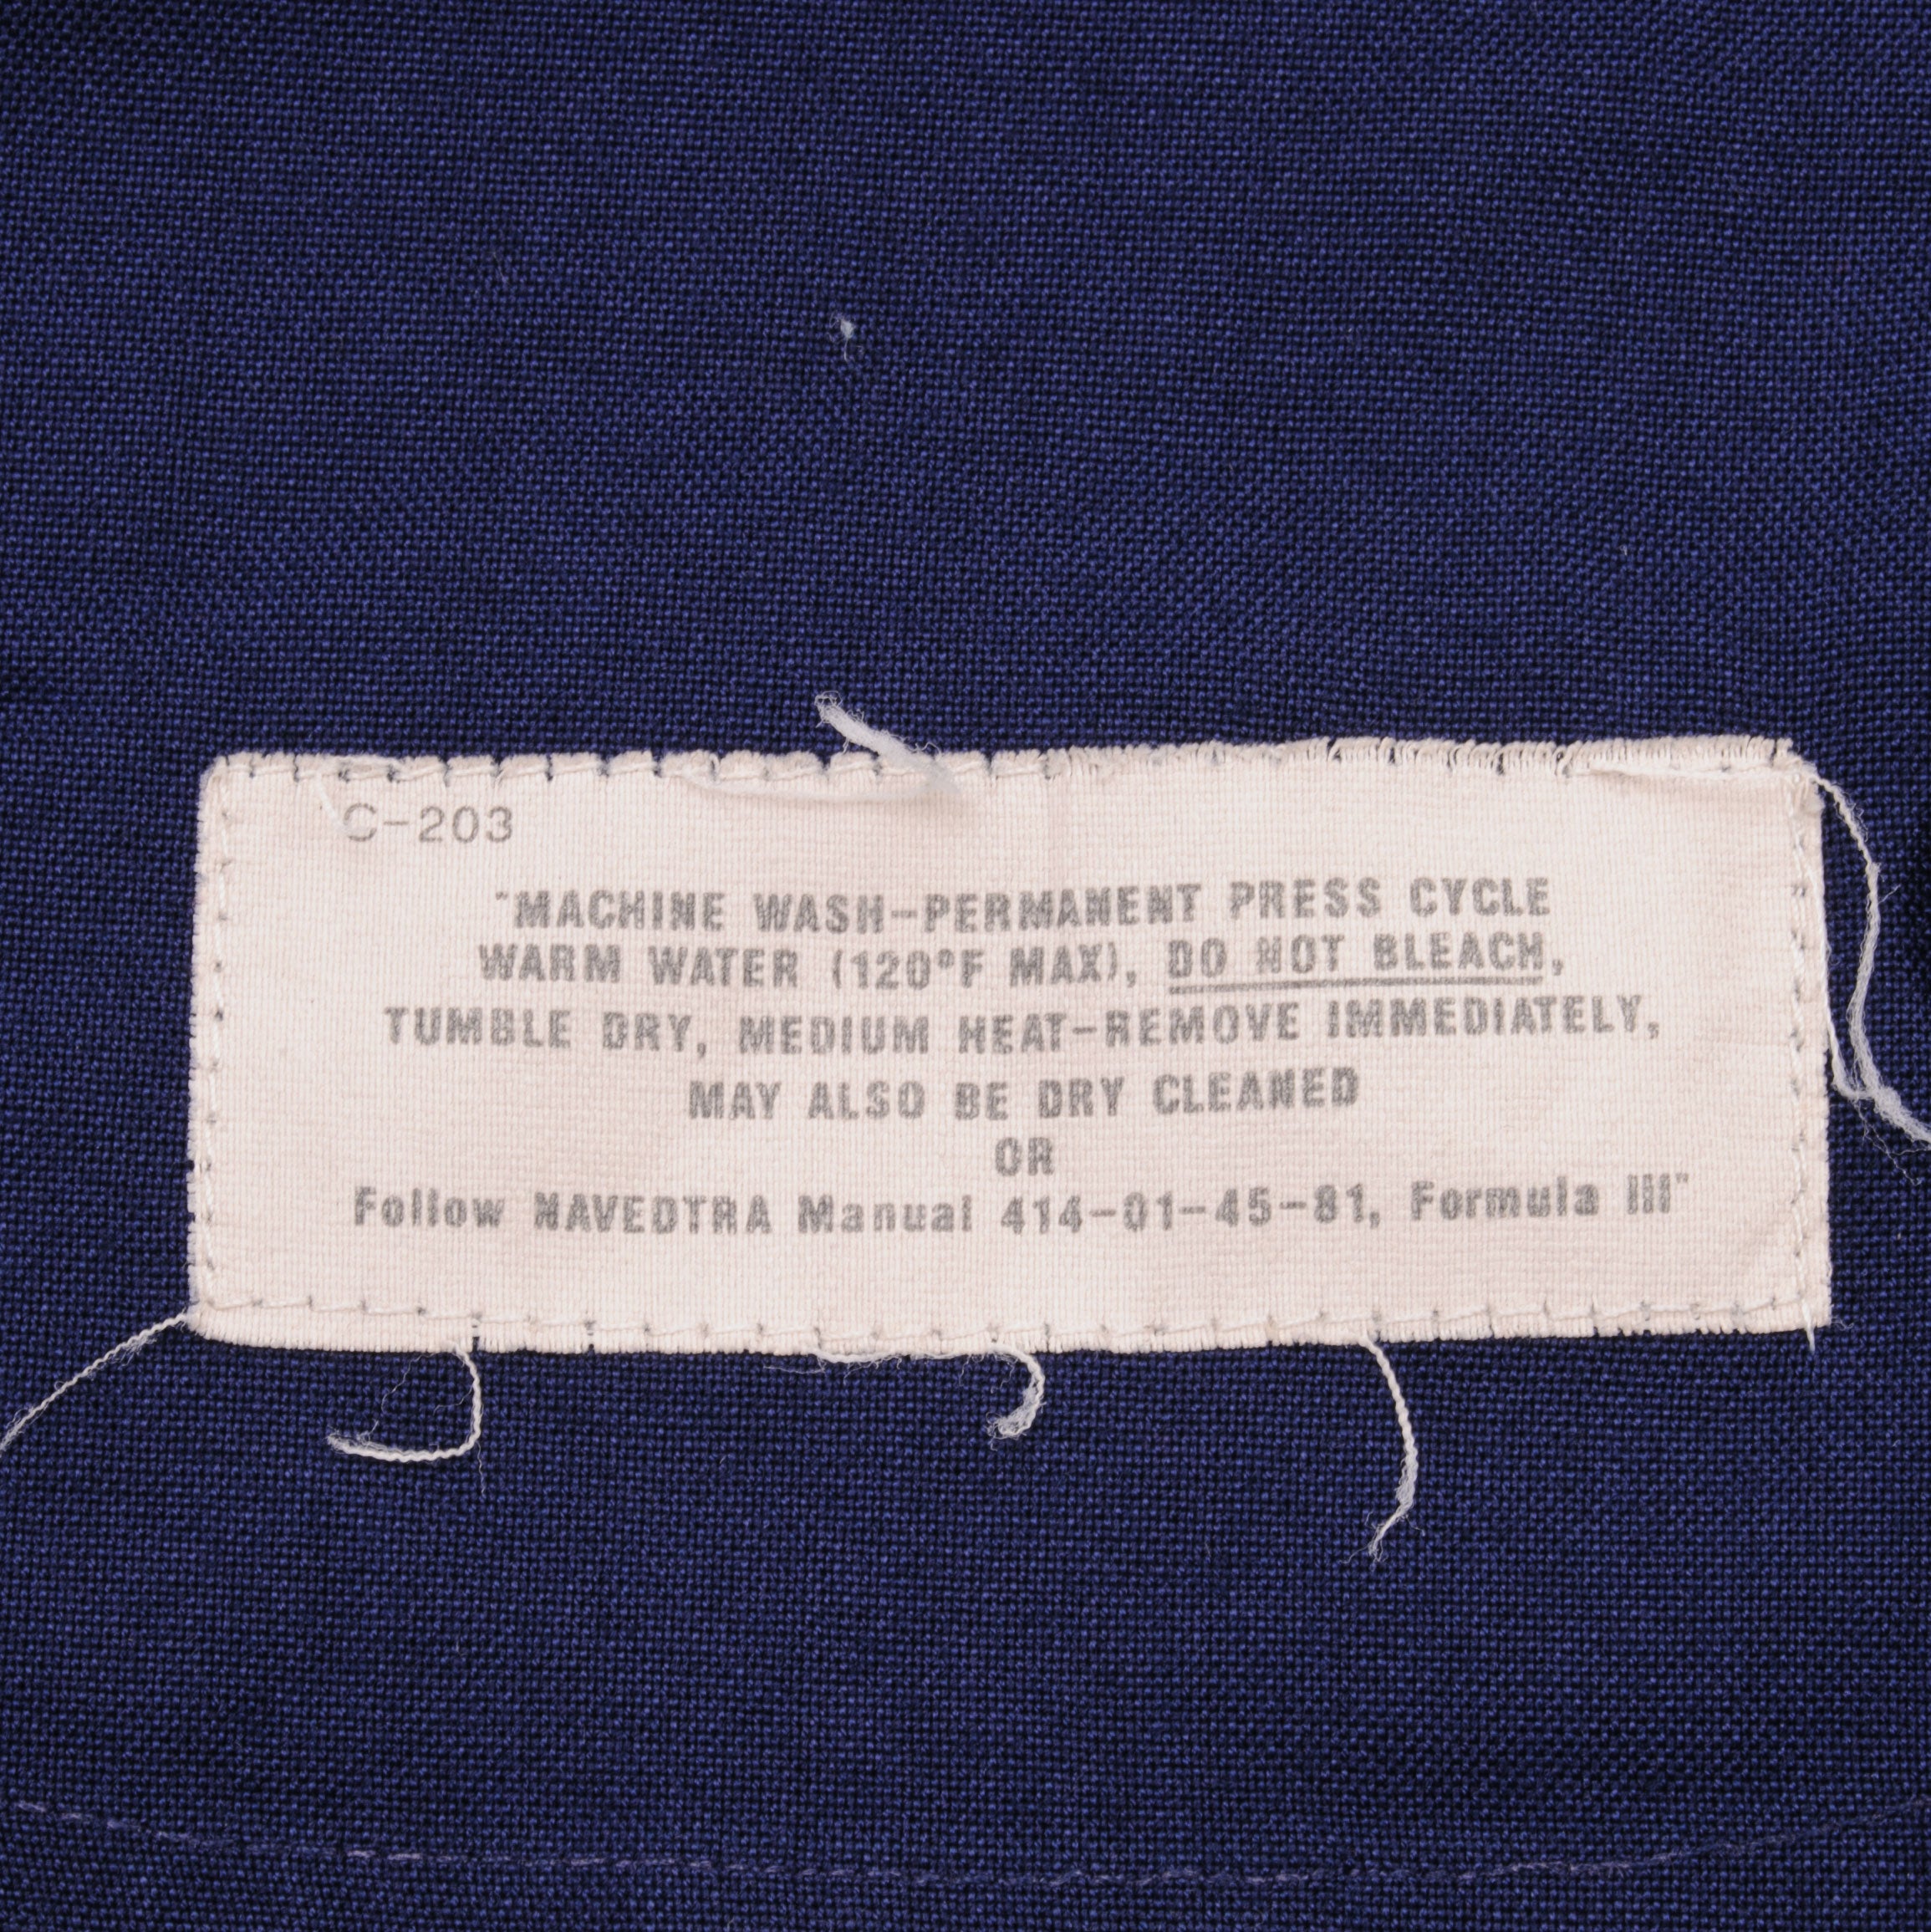 C-203
"MACHINE WASH-PERMANENT PRESS CYCLE
WARM WATER (120°F MAX), DO NOT BLEACH,
TUMBLE DRY, MEDIUM HEAT-REMOVE IMMEDIATELY,
MAY ALSO BE DRY CLEANED
OR
Follow NAVEDTRA Manual 414-01-45-81, Formula III"